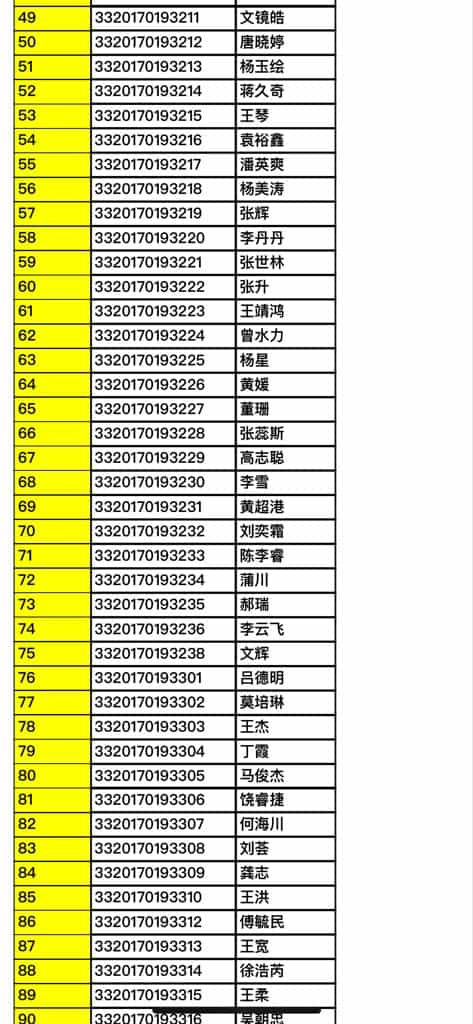 49 3320170193211 文镜皓
50 3320170193212 唐晓婷
51 3320170193213 杨玉绘
52 3320170193214 蒋久奇
53 3320170193215 王琴
54 3320170193216 袁裕鑫
55 3320170193217 潘英爽
56 3320170193218 杨美涛
57 3320170193219 张辉
58 3320170193220 李丹丹
59 3320170193221 张世林
60 3320170193222 张升
61 3320170193223 王靖鸿
62 3320170193224 曾水力
63 3320170193225 杨星
64 3320170193226 黄媛
65 3320170193227 董珊
66 3320170193228 张蕊斯
67 3320170193229 高志聪
68 3320170193230 李雪
69 3320170193231 黄超港
70 3320170193232 刘奕霜
71 3320170193233 陈李睿
72 3320170193234 蒲川
73 3320170193235 郝瑞
74 3320170193236 李云飞
75 3320170193238 文辉
76 3320170193301 吕德明
77 3320170193302 莫培琳
78 3320170193303 王杰
79 3320170193304 丁霞
80 3320170193305 马俊杰
81 3320170193306 饶睿捷
82 3320170193307 何海川
83 3320170193308 刘荟
84 3320170193309 龚志
85 3320170193310 王洪
86 3320170193312 傅毓民
87 3320170193313 王宽
88 3320170193314 徐浩芮
89 3320170193315 王柔
90 3320170193316 吴朝忠